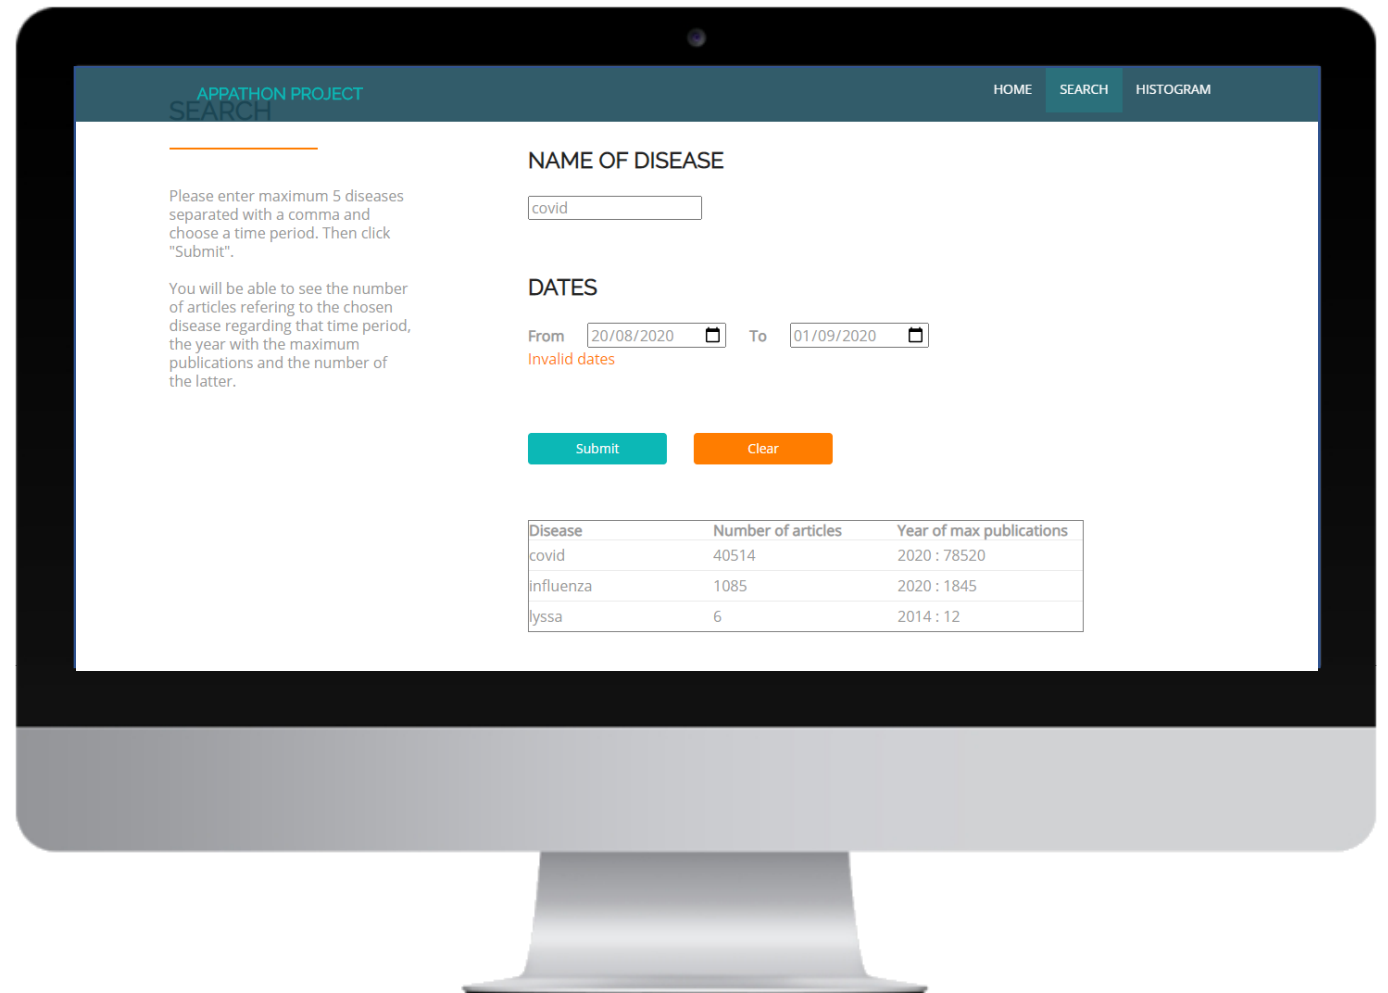 APPATHON PROJECT
HOME SEARCH HISTOGRAM
SEARCH
Please enter maximum 5 diseases
separated with a comma and
choose a time period. Then click
"Submit".
You will be able to see the number
of articles refering to the chosen
disease regarding that time period,
the year with the maximum
publications and the number of
the latter.
NAME OF DISEASE
covid
DATES
From 20/08/2020 To 01/09/2020
Invalid dates
Submit Clear
Disease Number of articles Year of max publications
covid 40514 2020 : 78520
influenza 1085 2020 : 1845
lyssa 6 2014 : 12